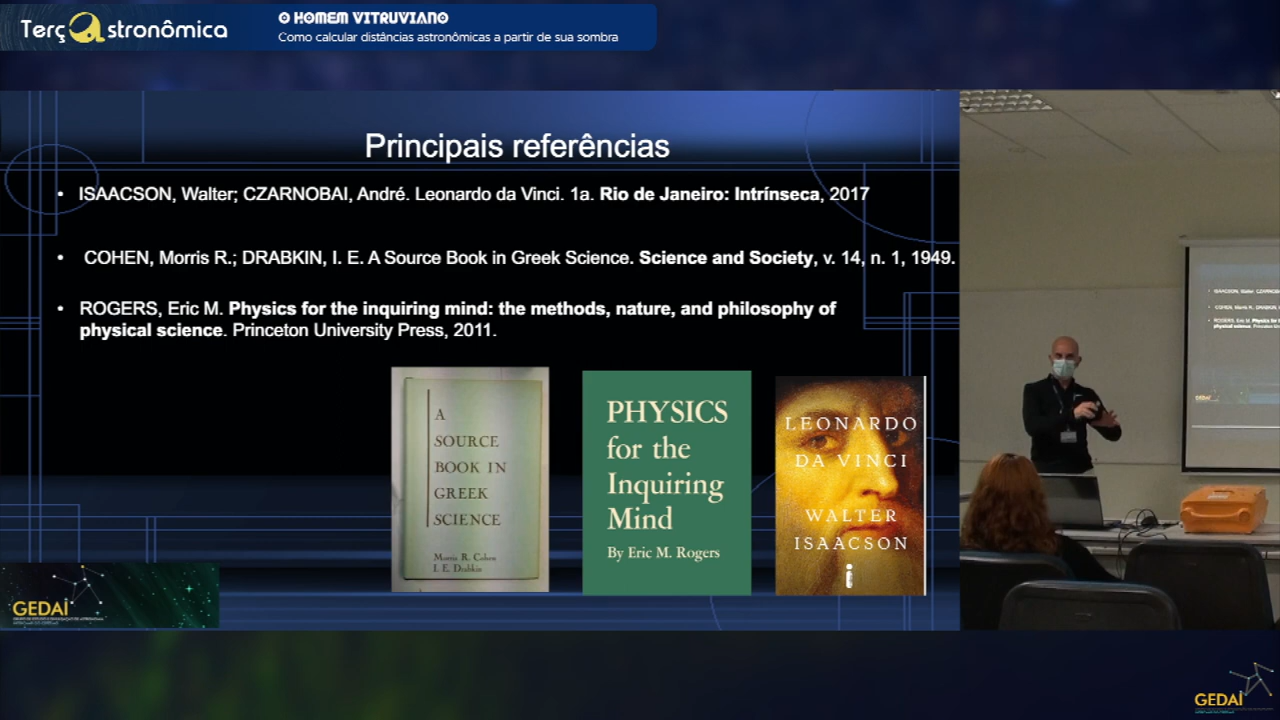 TerçAstronômica
O HOMEM VITRUVIANO
Como calcular distâncias astronômicas a partir de sua sombra
Principais referências
• ISAACSON, Walter; CZARNOBAI, André. Leonardo da Vinci. 1a. Rio de Janeiro: Intrínseca, 2017
• COHEN, Morris R.; DRABKIN, I. E. A Source Book in Greek Science. Science and Society, v. 14, n. 1, 1949.
• ROGERS, Eric M. Physics for the inquiring mind: the methods, nature, and philosophy of
physical science. Princeton University Press, 2011.
A
SOURCE
BOOK IN
GREEK
SCIENCE
Morris R. Cohen
I. E. Drabkin
PHYSICS
for the
Inquiring
Mind
By Eric M. Rogers
LEONARDO
DA VINCI
WALTER
ISAACSON
GEDAI
GEDAI